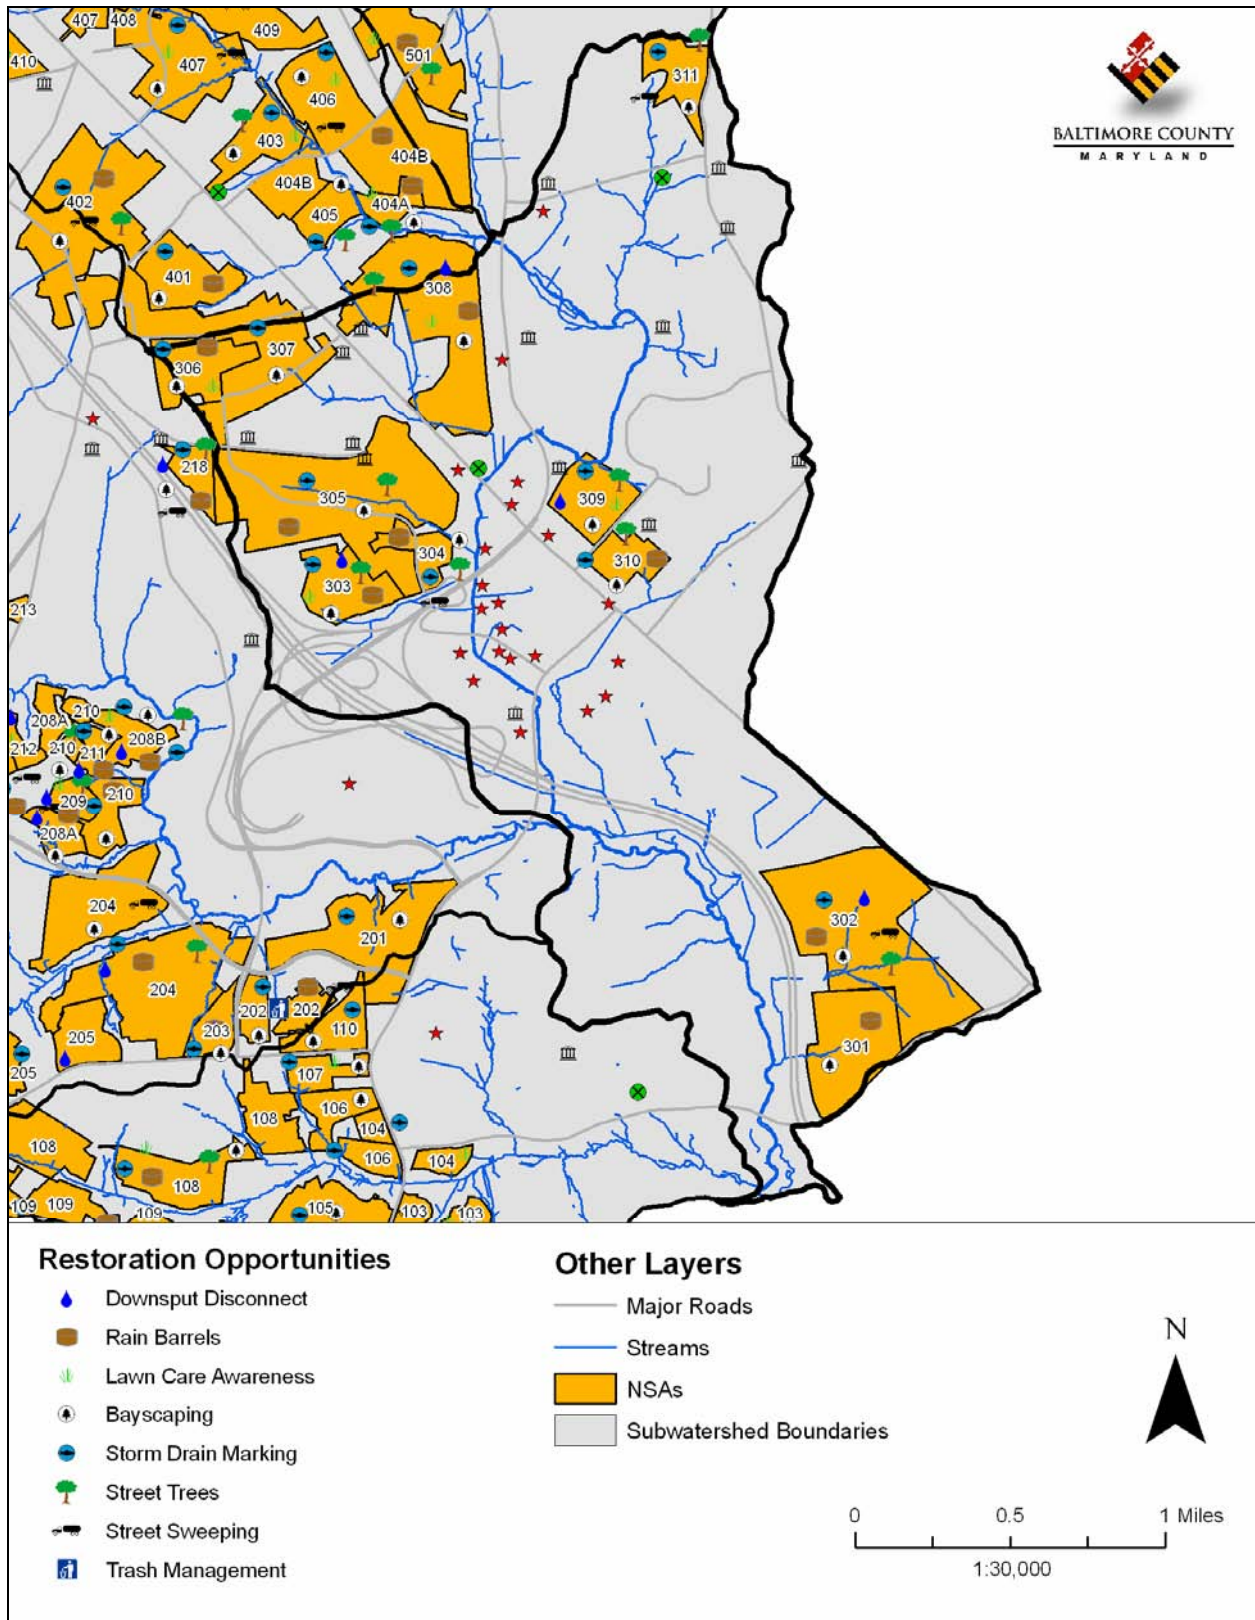 407
408
409
410
407
501
406
311
403
404B
404B
402
405
404A
401
308
307
306
218
305
309
304
310
303
213
208A
210
208B
212
210
211
209
210
208A
204
302
201
204
202
202
203
110
205
301
205
107
106
108
104
108
106
104
108
109
109
109
105
103
103
BALTIMORE COUNTY
MARYLAND
Restoration Opportunities
Downsput Disconnect
Rain Barrels
Lawn Care Awareness
Bayscaping
Storm Drain Marking
Street Trees
Street Sweeping
Trash Management
Other Layers
Major Roads
Streams
NSAs
Subwatershed Boundaries
N
0 0.5 1 Miles
1:30,000